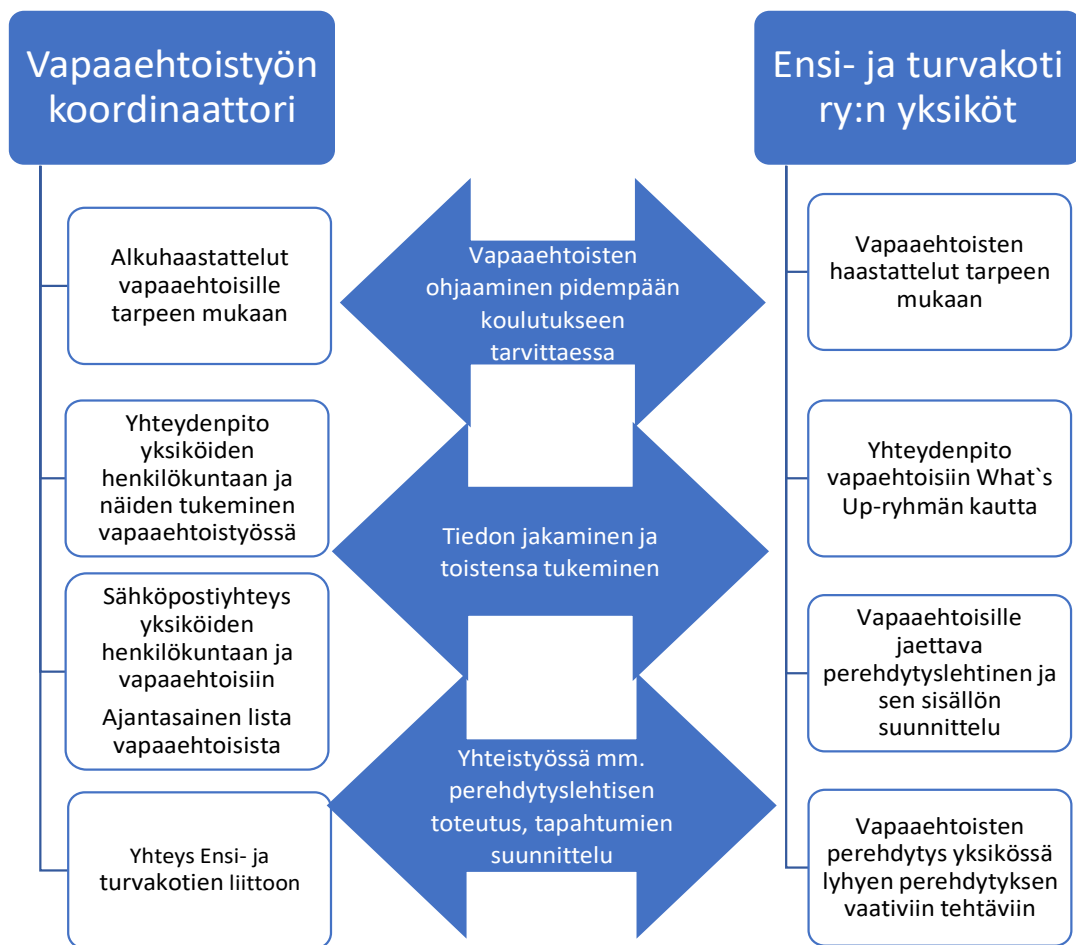 Vapaaehtoistyön
koordinaattori
Alkuhaastattelut
vapaaehtoisille
tarpeen mukaan
Yhteydenpito
yksiköiden
henkilökuntaan ja
näiden tukeminen
vapaaehtoistyössä
Sähköpostiyhteys
yksiköiden
henkilökuntaan ja
vapaaehtoisiin
Ajantasainen lista
vapaaehtoisista
Yhteys Ensi- ja
turvakotien liittoon
Vapaaehtoisten
ohjaaminen pidempään
koulutukseen
tarvittaessa
Tiedon jakaminen ja
toistensa tukeminen
Yhteistyössä mm.
perehdytyslehtisen
toteutus, tapahtumien
suunnittelu
Ensi- ja turvakoti
ry:n yksiköt
Vapaaehtoisten
haastattelut tarpeen
mukaan
Yhteydenpito
vapaehtoisiin What`s
Up-ryhmän kautta
Vapaaehtoisille
jaettava
perehdytyslehtinen ja
sen sisällön
suunnittelu
Vapaaehtoisten
perehdytys yksikössä
lyhyen perehdytyksen
vaativiin tehtäviin